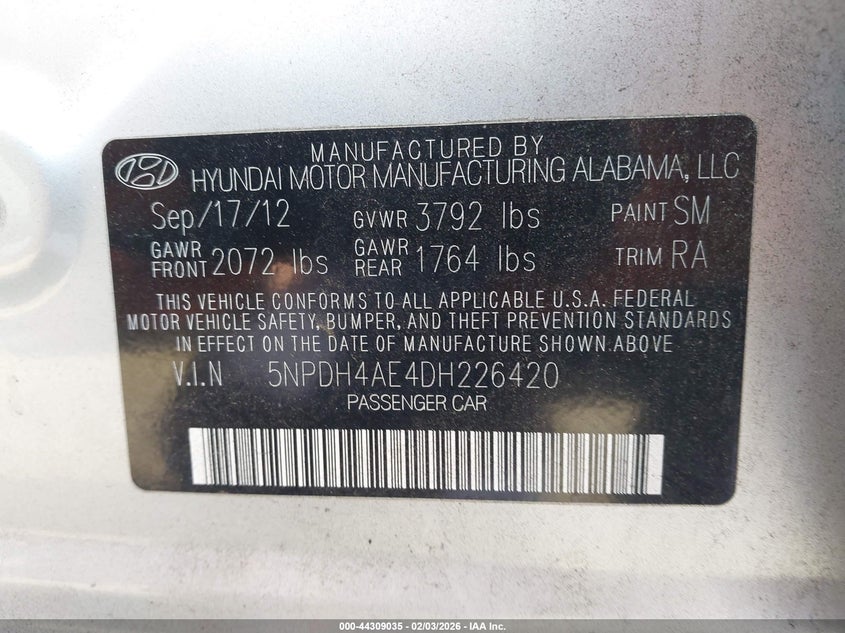 MANUFACTURED BY
HYUNDAI MOTOR MANUFACTURING ALABAMA, LLC
Sep/17/12 GVWR 3792 lbs PAINT SM
GAWR FRONT 2072 lbs GAWR REAR 1764 lbs TRIM RA
THIS VEHICLE CONFORMS TO ALL APPLICABLE U.S.A. FEDERAL
MOTOR VEHICLE SAFETY, BUMPER, AND THEFT PREVENTION STANDARDS
IN EFFECT ON THE DATE OF MANUFACTURE SHOWN ABOVE
V.I.N 5NPDH4AE4DH226420
PASSENGER CAR
000-44309035 - 02/03/2026 - IAA Inc.